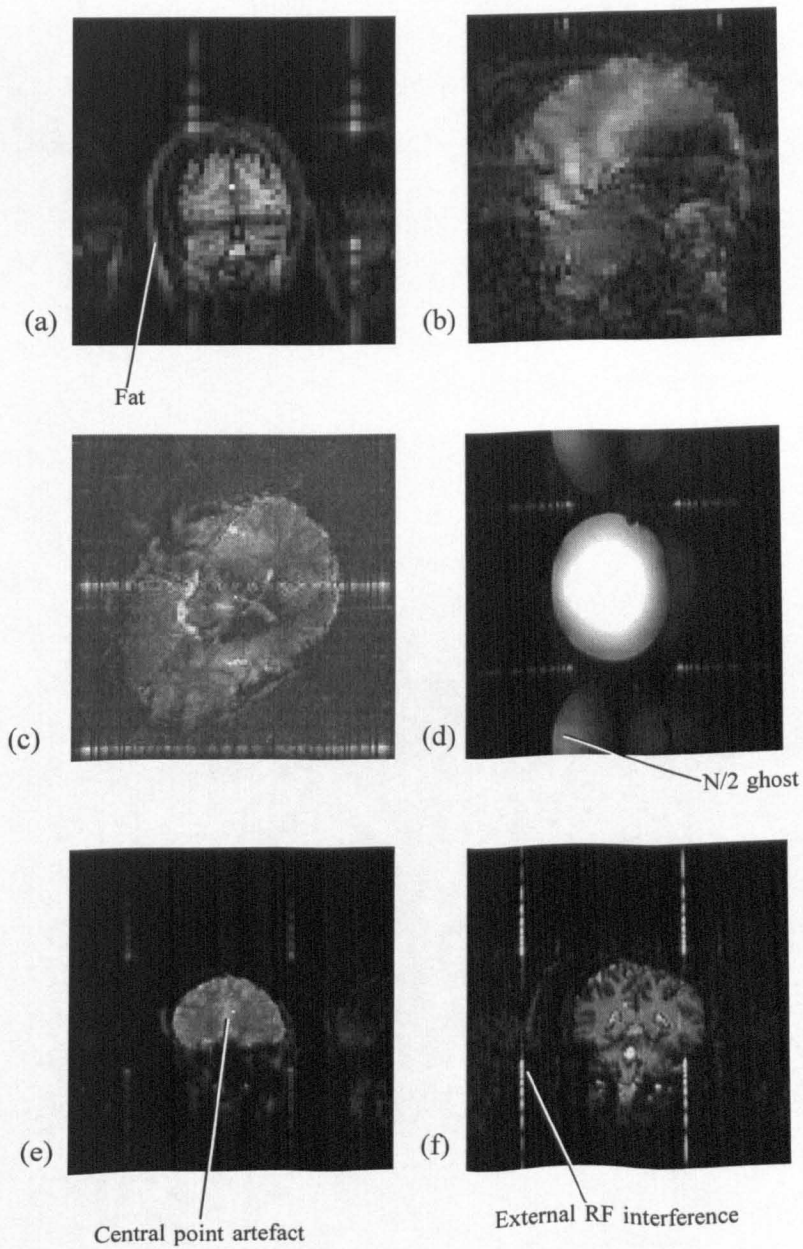 (a)
(b)
Fat
(c)
(d)
N/2 ghost
(e)
(f)
Central point artefact
External RF interference